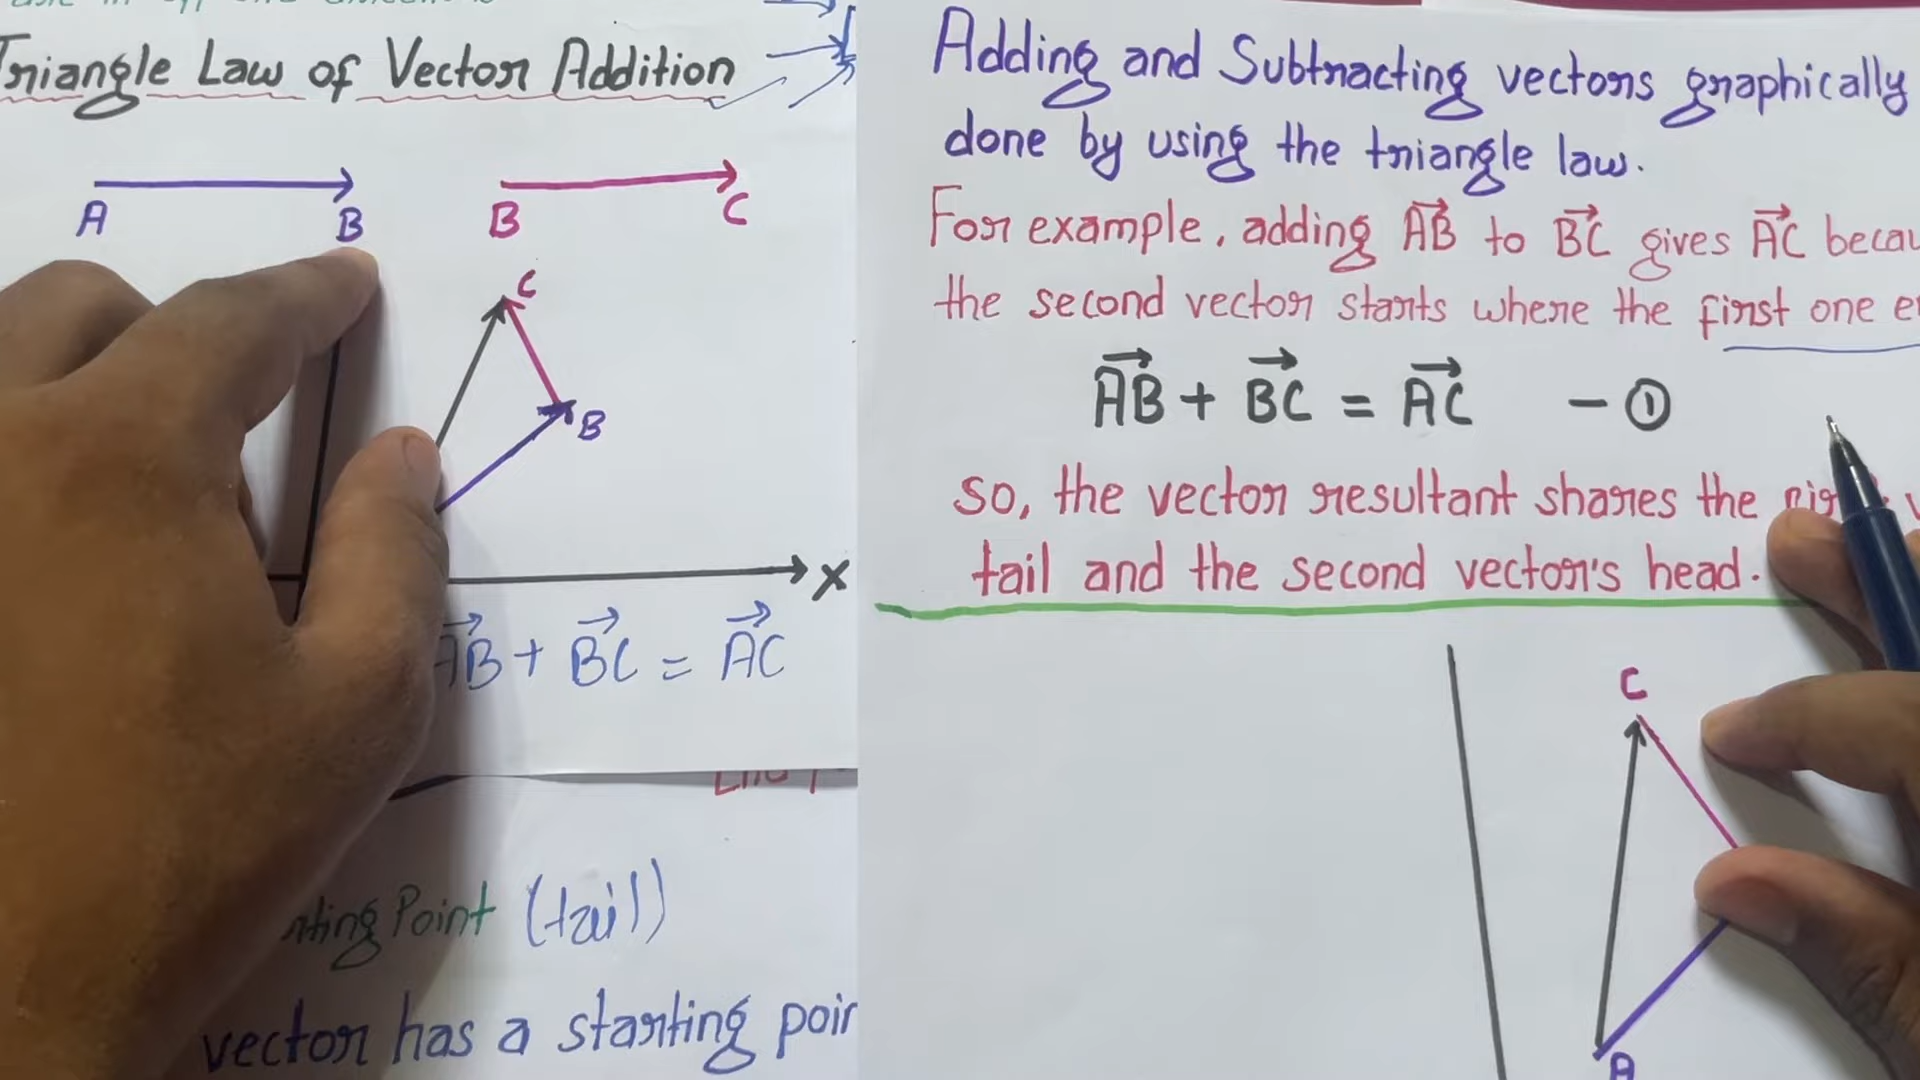 Triangle Law of Vector Addition
A B
B C
C
B
X
AB + BC = AC
Point (tail)
vector has a starting
Adding and Subtracting vectors graphically
done by using the triangle law.
For example, adding AB to BC gives AC
the second vector starts where the first one
AB + BC = AC - ①
so, the vector resultant shares the
tail and the second vector's head.
C
A